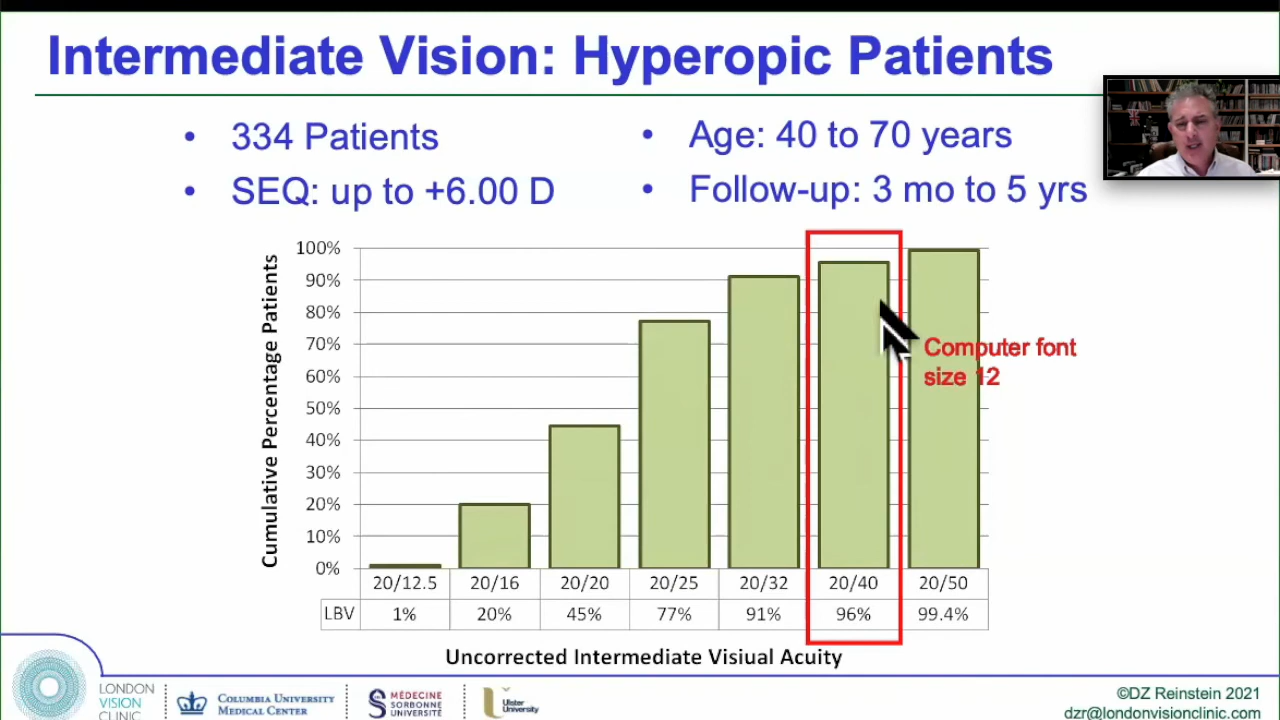 Intermediate Vision: Hyperopic Patients
• 334 Patients
• SEQ: up to +6.00 D
• Age: 40 to 70 years
• Follow-up: 3 mo to 5 yrs
Cumulative Percentage Patients
100%
90%
80%
70%
60%
50%
40%
30%
20%
10%
0%
Computer font
size 12
20/12.5 20/16 20/20 20/25 20/32 20/40 20/50
LBV 1% 20% 45% 77% 91% 96% 99.4%
Uncorrected Intermediate Visiual Acuity
LONDON
VISION
CLINIC
COLUMBIA UNIVERSITY
MEDICAL CENTER
MÉDECINE
SORBONNE
UNIVERSITÉ
Ulster
University
©DZ Reinstein 2021
dzr@londonvisionclinic.com